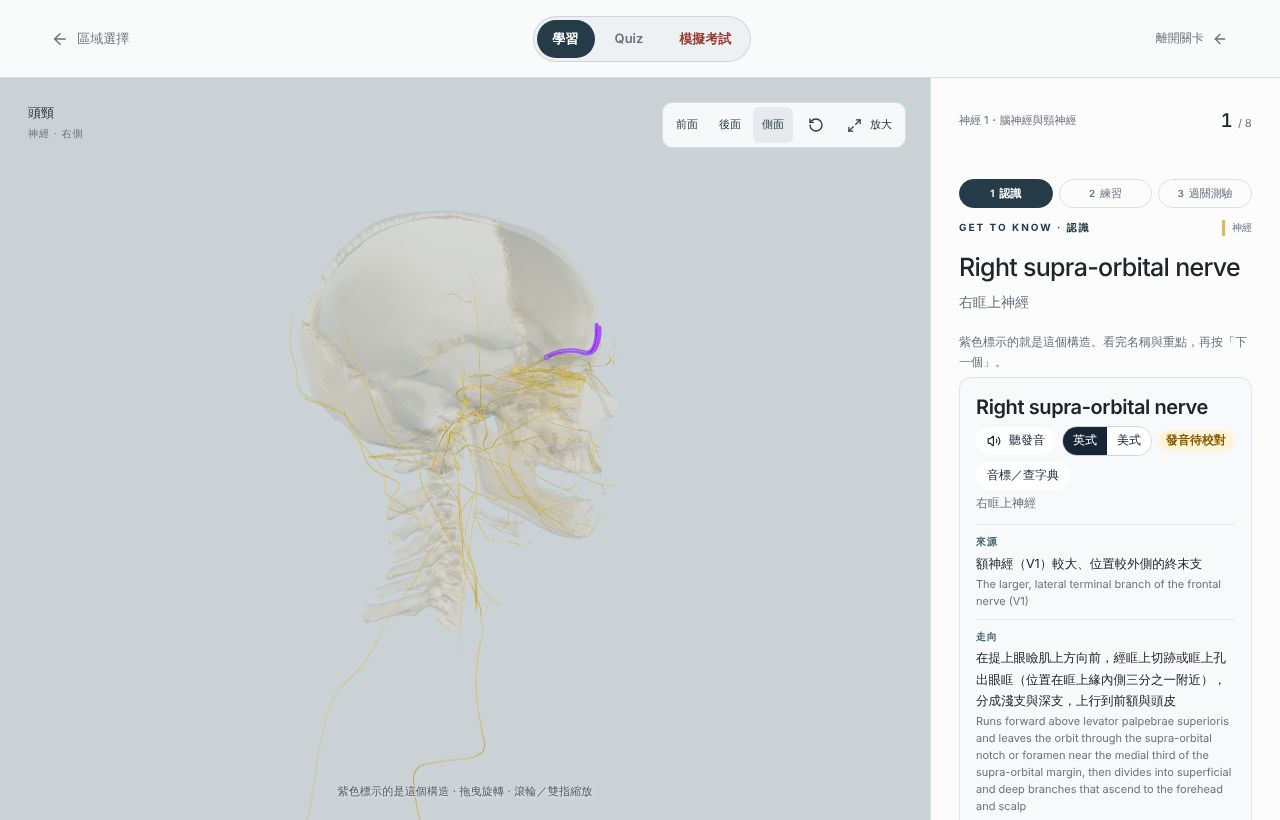 區域選擇
學習
Quiz
模擬考試
離開關卡
頭頸
神經 · 右側
前面
後面
側面
放大
紫色標示的是這個構造 · 拖曳旋轉 · 滾輪／雙指縮放
神經 1 · 腦神經與頸神經
1 / 8
1 認識
2 練習
3 過關測驗
GET TO KNOW · 認識
神經
Right supra-orbital nerve
右眶上神經
紫色標示的就是這個構造。看完名稱與重點，再按「下
一個」。
Right supra-orbital nerve
聽發音
英式
美式
發音待校對
音標／查字典
右眶上神經
來源
額神經（V1）較大、位置較外側的終末支
The larger, lateral terminal branch of the frontal
nerve (V1)
走向
在提上眼瞼肌上方向前，經眶上切跡或眶上孔
出眼眶（位置在眶上緣內側三分之一附近），
分成淺支與深支，上行到前額與頭皮
Runs forward above levator palpebrae superioris
and leaves the orbit through the supra-orbital
notch or foramen near the medial third of the
supra-orbital margin, then divides into superficial
and deep branches that ascend to the forehead
and scalp